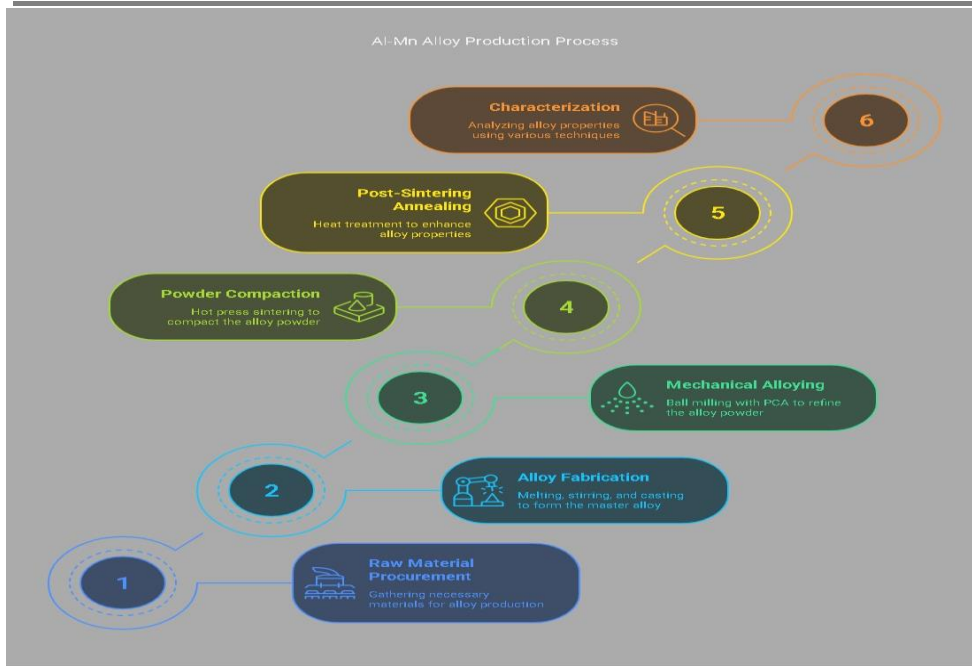 Al-Mn Alloy Production Process
Characterization
Analyzing alloy properties
using various techniques
6
Post-Sintering
Annealing
Heat treatment to enhance
alloy properties
5
Powder Compaction
Hot press sintering to
compact the alloy powder
4
3
Mechanical Alloying
Ball milling with PCA to refine
the alloy powder
2
Alloy Fabrication
Melting, stirring, and casting
to form the master alloy
1
Raw Material
Procurement
Gathering necessary
materials for alloy production